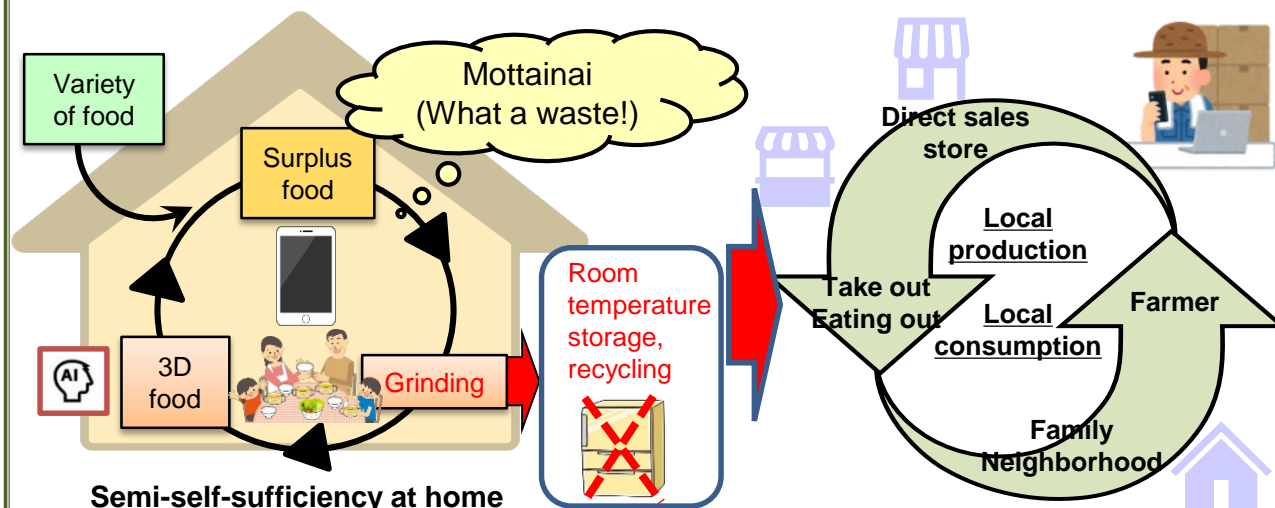 Variety
of food
Mottainai
(What a waste!)
Surplus
food
AI
3D
food
Grinding
Semi-self-sufficiency at home
Room
temperature
storage,
recycling
Direct sales
store
Local
production
Take out
Eating out
Local
consumption
Farmer
Family
Neighborhood